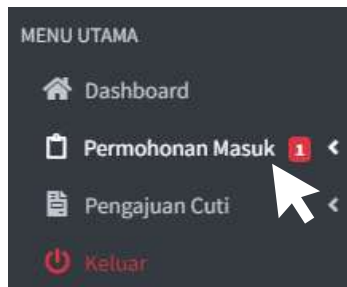 MENU UTAMA
Dashboard
Permohonan Masuk 1
Pengajuan Cuti
Keluar